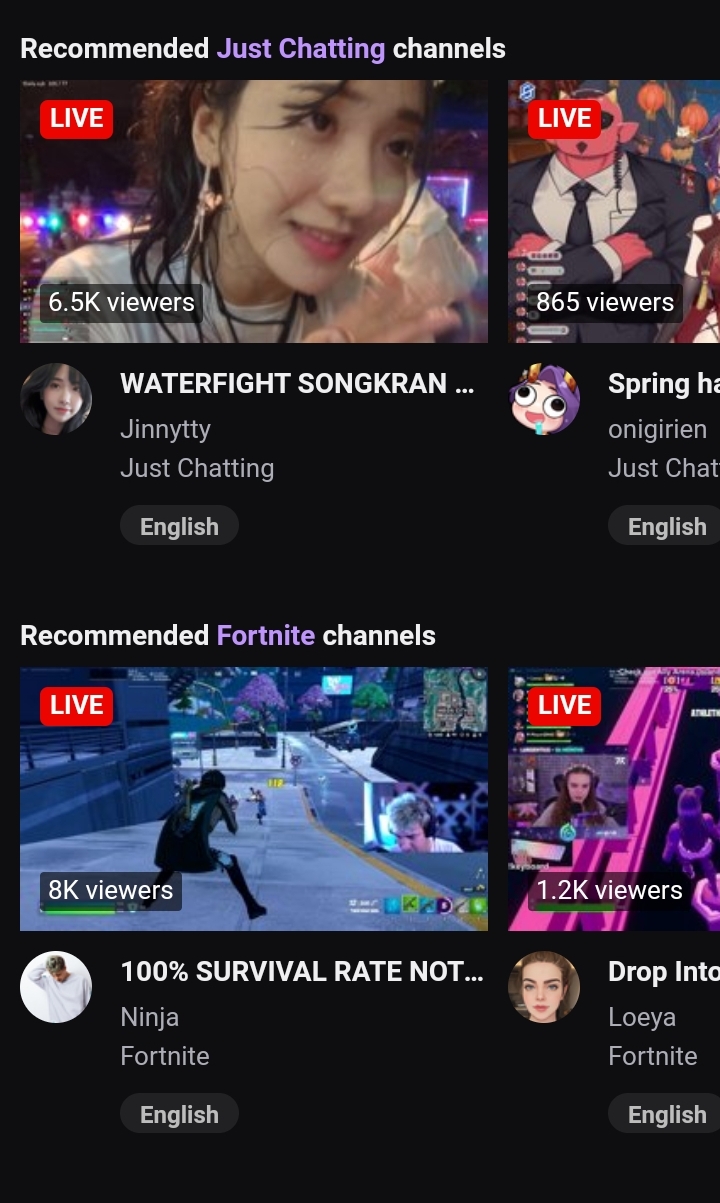 Recommended Just Chatting channels
LIVE
6.5K viewers
WATERFIGHT SONGKRAN ...
Jinnytty
Just Chatting
English
LIVE
865 viewers
Spring ha
onigirien
Just Chat
English
Recommended Fortnite channels
LIVE
8K viewers
100% SURVIVAL RATE NOT...
Ninja
Fortnite
English
LIVE
1.2K viewers
Drop Into
Loeya
Fortnite
English